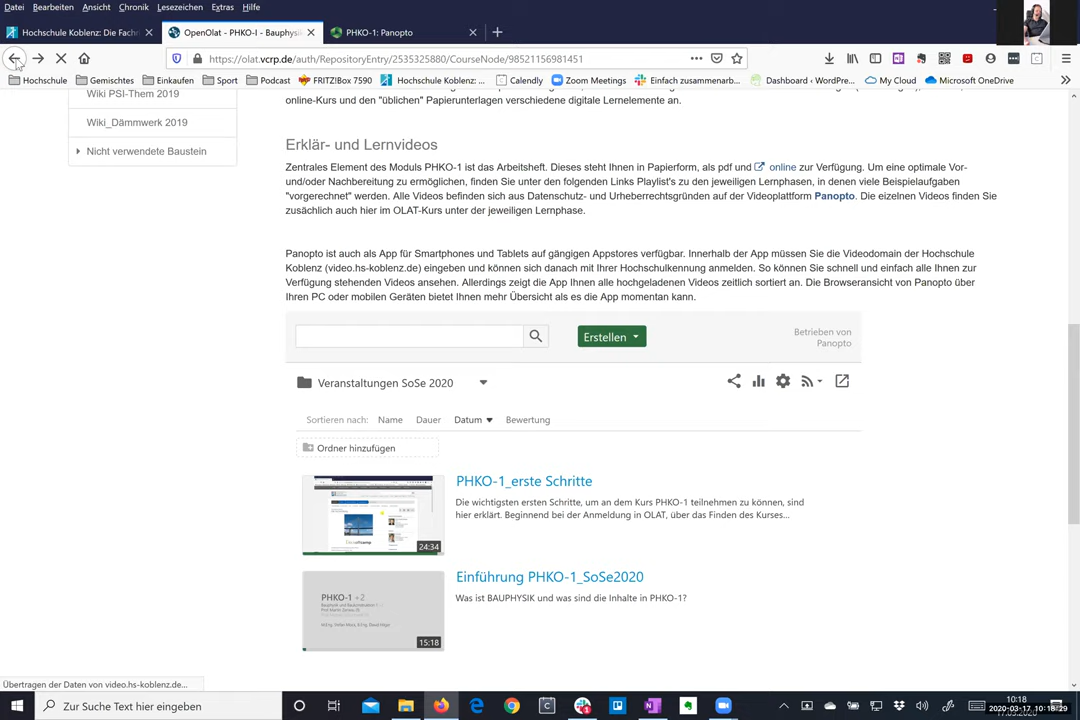 Datei Bearbeiten Ansicht Chronik Lesezeichen Extras Hilfe
Hochschule Koblenz: Die Fachn
OpenOlat - PHKO-I - Bauphysik
PHKO-1: Panopto
https://olat.vcrp.de/auth/RepositoryEntry/2535325880/CourseNode/98521156981451
Hochschule Gemischtes Einkaufen Sport Podcast FRITZ!Box 7590 Hochschule Koblenz: ... Calendly Zoom Meetings Einfach zusammenarb... Dashboard ‹ WordPre... My Cloud Microsoft OneDrive
Wiki PSI-Them 2019
online-Kurs und den "üblichen" Papierunterlagen verschiedene digitale Lernelemente an.
Wiki_Dämmwerk 2019
Nicht verwendete Baustein
Erklär- und Lernvideos
Zentrales Element des Moduls PHKO-1 ist das Arbeitsheft. Dieses steht Ihnen in Papierform, als pdf und online zur Verfügung. Um eine optimale Vor-
und/oder Nachbereitung zu ermöglichen, finden Sie unter den folgenden Links Playlist's zu den jeweiligen Lernphasen, in denen viele Beispielaufgaben
"vorgerechnet" werden. Alle Videos befinden sich aus Datenschutz- und Urheberrechtsgründen auf der Videoplattform Panopto. Die eizelnen Videos finden Sie
zusäzlich auch hier im OLAT-Kurs unter der jeweiligen Lernphase.
Panopto ist auch als App für Smartphones und Tablets auf gängigen Appstores verfügbar. Innerhalb der App müssen Sie die Videodomain der Hochschule
Koblenz (video.hs-koblenz.de) eingeben und können sich danach mit Ihrer Hochschulkennung anmelden. So können Sie schnell und einfach alle Ihnen zur
Verfügung stehenden Videos ansehen. Allerdings zeigt die App Ihnen alle hochgeladenen Videos zeitlich sortiert an. Die Browseransicht von Panopto über
Ihren PC oder mobilen Geräten bietet Ihnen mehr Übersicht als es die App momentan kann.
Erstellen
Betrieben von
Panopto
Veranstaltungen SoSe 2020
Sortieren nach: Name Dauer Datum Bewertung
Ordner hinzufügen
PHKO-1_erste Schritte
Die wichtigsten ersten Schritte, um an dem Kurs PHKO-1 teilnehmen zu können, sind
hier erklärt. Beginnend bei der Anmeldung in OLAT, über das Finden des Kurses...
24:34
Einführung PHKO-1_SoSe2020
Was ist BAUPHYSIK und was sind die Inhalte in PHKO-1?
PHKO-1 +2
15:18
Übertragen der Daten von video.hs-koblenz.de...
Zur Suche Text hier eingeben
10:18
2020-03-17, 10:18:29